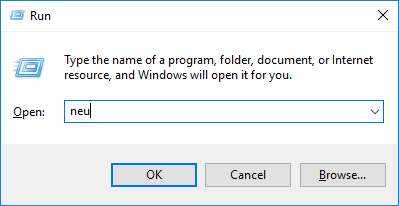 Run
Type the name of a program, folder, document, or Internet
resource, and Windows will open it for you.
Open: neu
OK Cancel Browse...